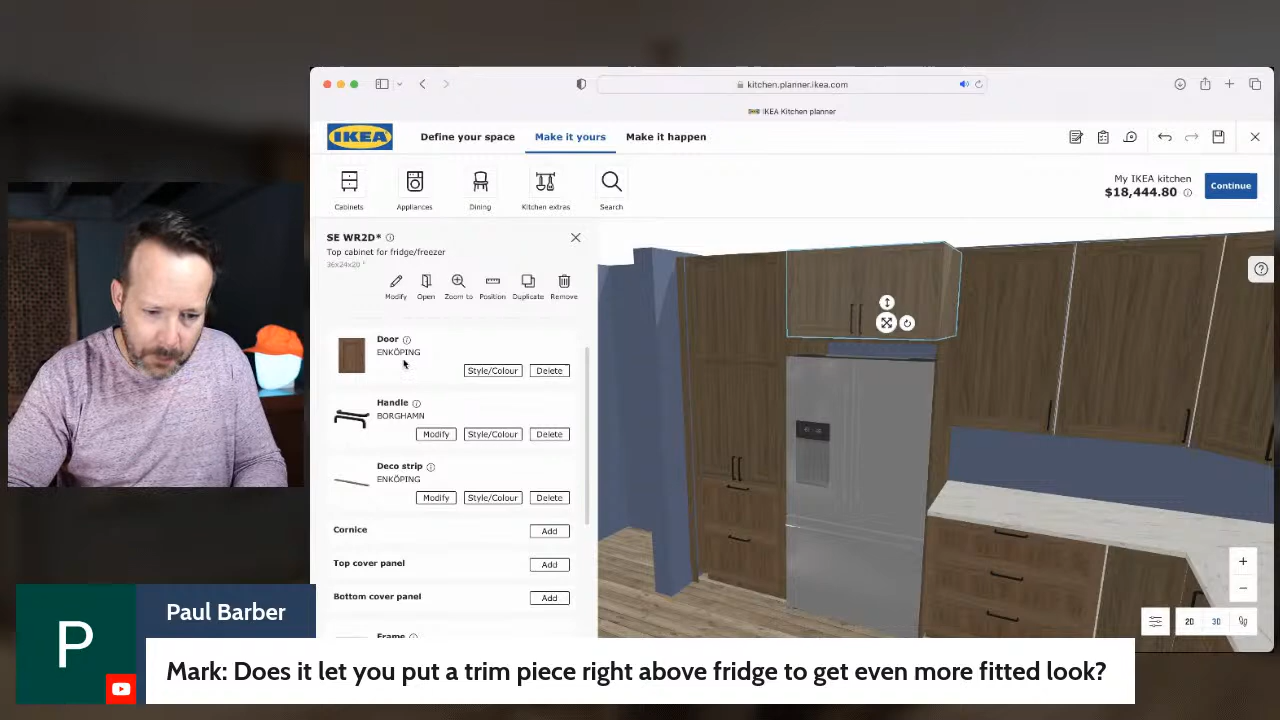 kitchen.planner.ikea.com
IKEA Kitchen planner
IKEA
Define your space
Make it yours
Make it happen
Cabinets
Appliances
Dining
Kitchen extras
Search
My IKEA kitchen
$18,444.80
Continue
SE WR2D*
Top cabinet for fridge/freezer
36x24x20 "
Modify
Open
Zoom to
Position
Duplicate
Remove
Door
ENKÖPING
Style/Colour
Delete
Handle
BORGHAMN
Modify
Style/Colour
Delete
Deco strip
ENKÖPING
Modify
Style/Colour
Delete
Cornice
Add
Top cover panel
Add
Bottom cover panel
Add
Frame
2D
3D
P
Paul Barber
Mark: Does it let you put a trim piece right above fridge to get even more fitted look?